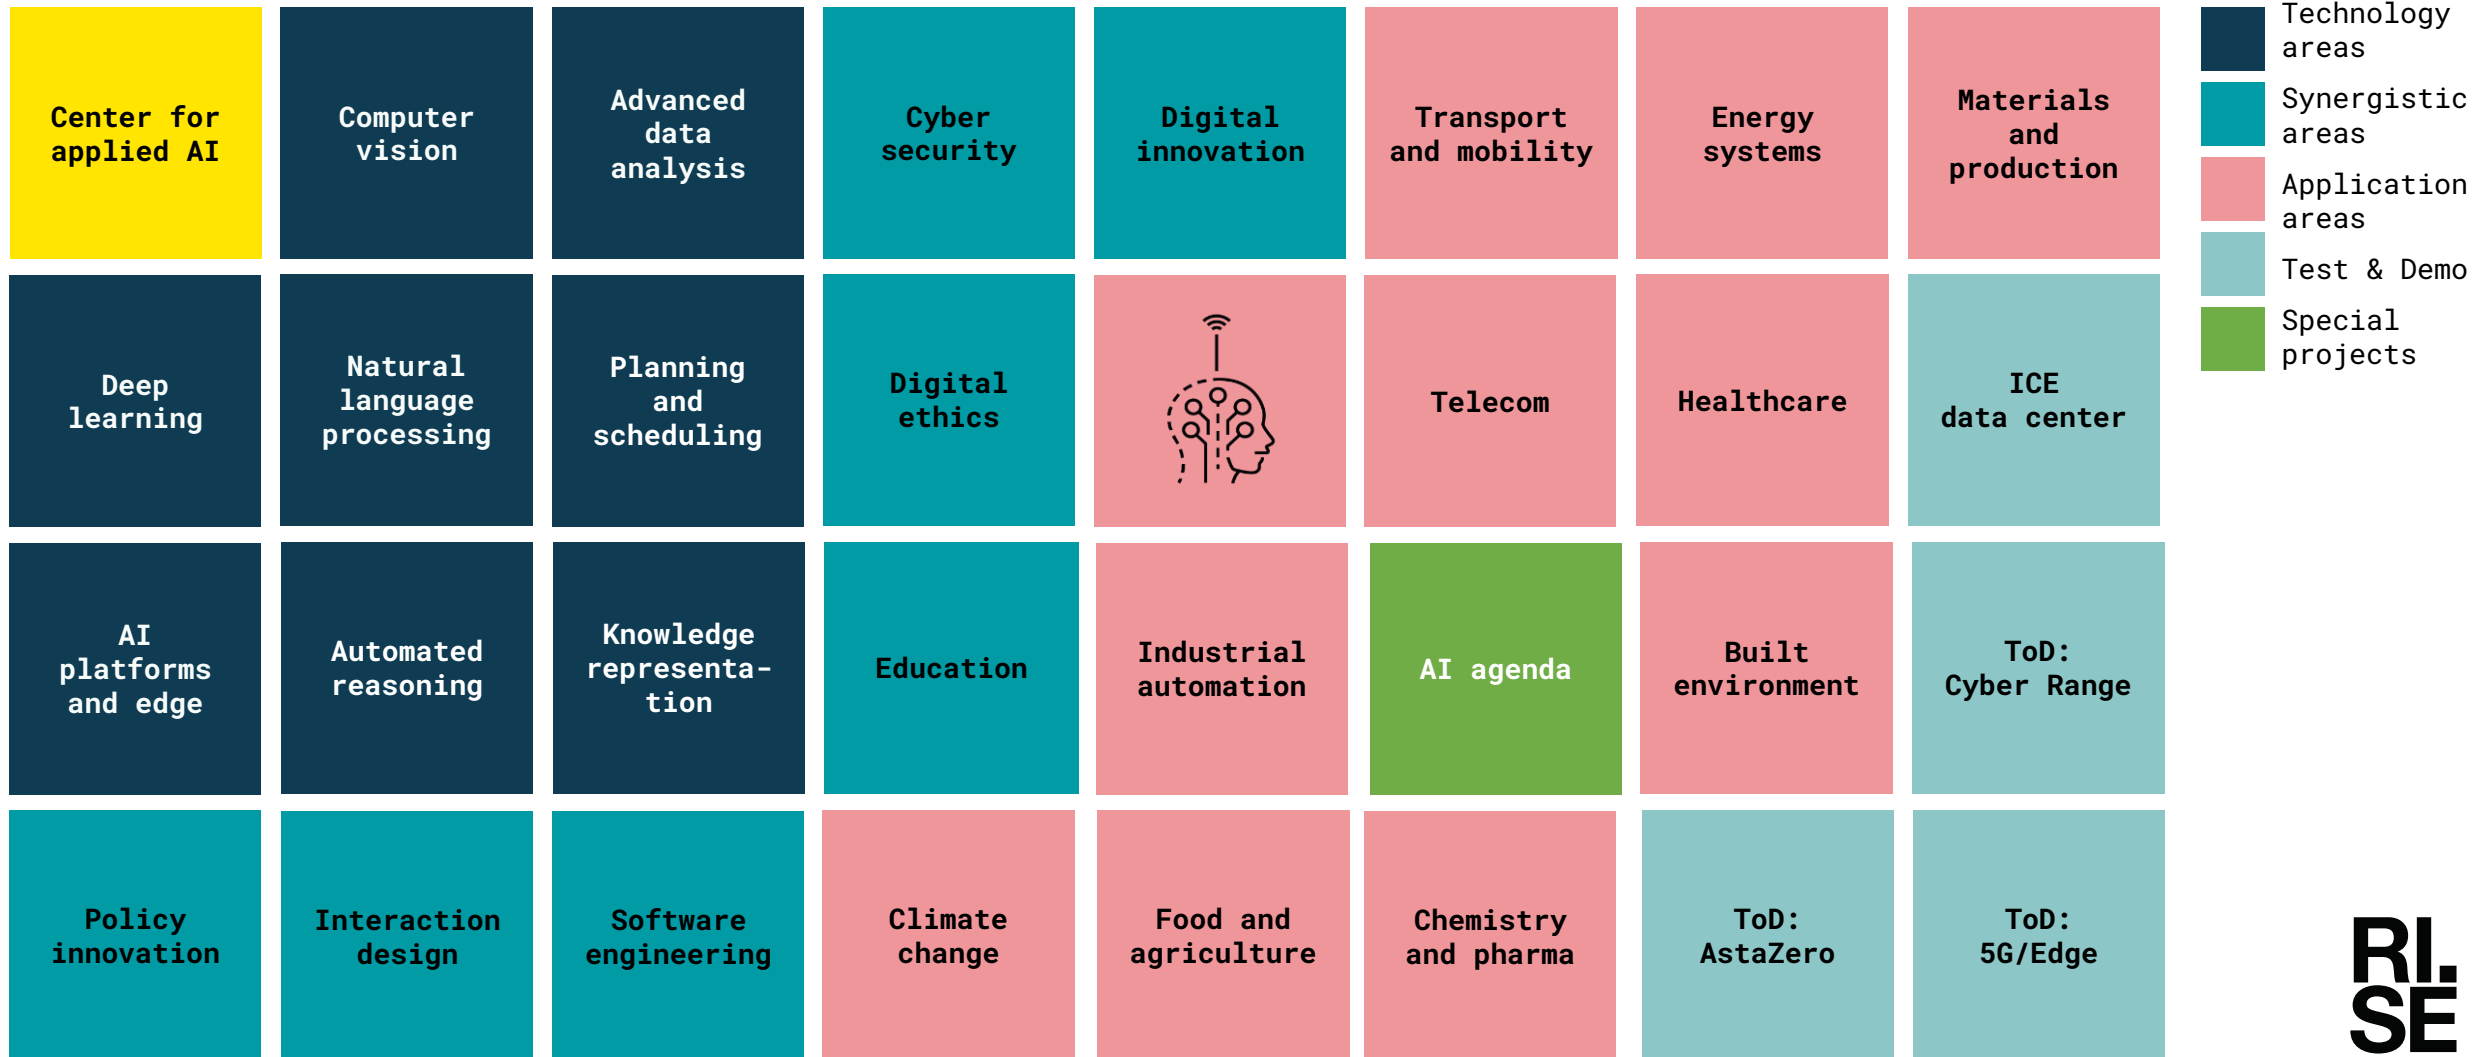 Center for
applied AI
Computer
vision
Advanced
data
analysis
Cyber
security
Digital
innovation
Transport
and mobility
Energy
systems
Materials
and
production
Deep
learning
Natural
language
processing
Planning
and
scheduling
Digital
ethics
Telecom
Healthcare
ICE
data center
AI
platforms
and edge
Automated
reasoning
Knowledge
representa-
tion
Education
Industrial
automation
AI agenda
Built
environment
ToD:
Cyber Range
Policy
innovation
Interaction
design
Software
engineering
Climate
change
Food and
agriculture
Chemistry
and pharma
ToD:
AstaZero
ToD:
5G/Edge
Technology
areas
Synergistic
areas
Application
areas
Test & Demo
Special
projects
RI.
SE